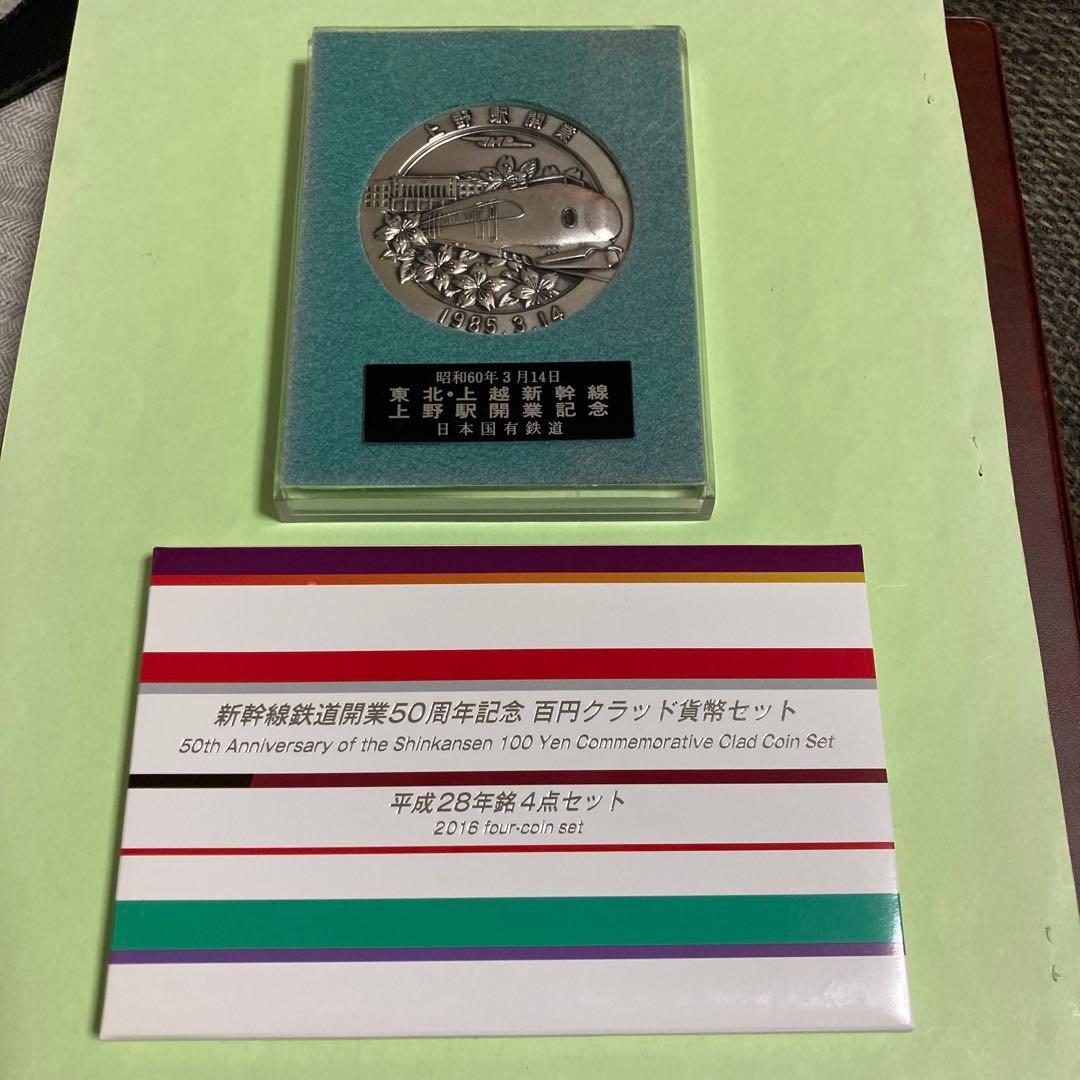 上野駅開業
JNR
1985.3.14
昭和60年3月14日
東北・上越新幹線
上野駅開業記念
日本国有鉄道
新幹線鉄道開業50周年記念 百円クラッド貨幣セット
50th Anniversary of the Shinkansen 100 Yen Commemorative Clad Coin Set
平成28年銘4点セット
2016 four-coin set